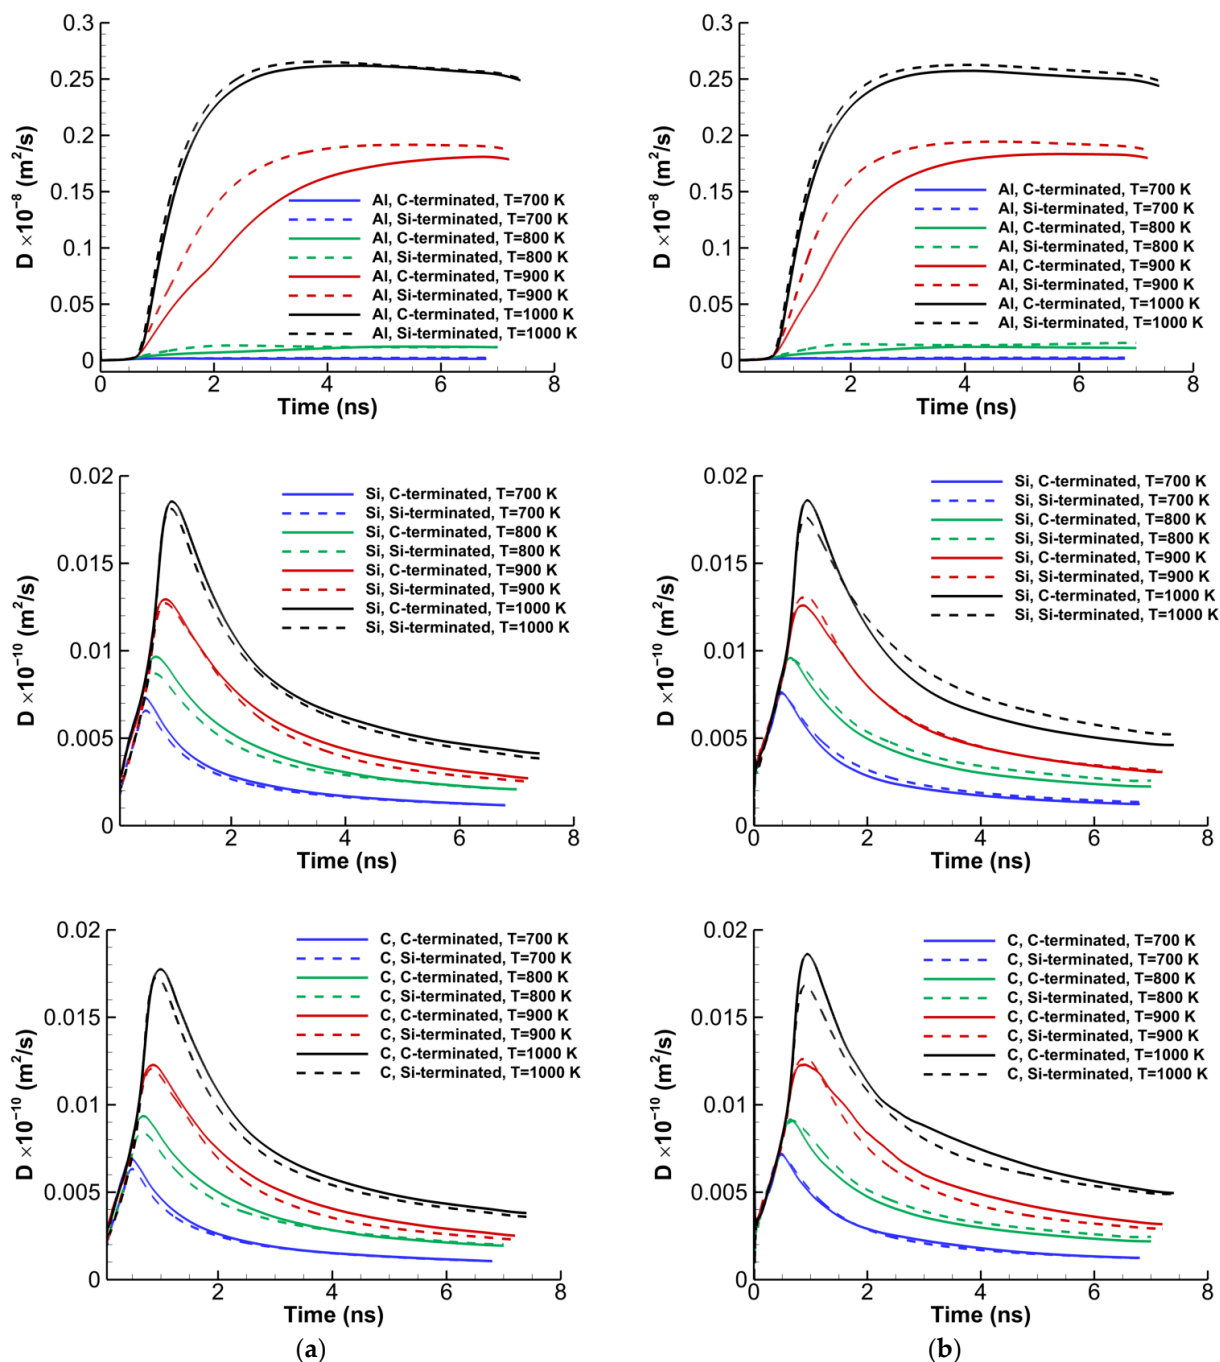 0.3
0.25
0.2
0.15
0.1
0.05
0
D ×10⁻⁸ (m²/s)
Al, C-terminated, T=700 K
Al, Si-terminated, T=700 K
Al, C-terminated, T=800 K
Al, Si-terminated, T=800 K
Al, C-terminated, T=900 K
Al, Si-terminated, T=900 K
Al, C-terminated, T=1000 K
Al, Si-terminated, T=1000 K
0 2 4 6 8
Time (ns)
0.3
0.25
0.2
0.15
0.1
0.05
0
D ×10⁻⁸ (m²/s)
Al, C-terminated, T=700 K
Al, Si-terminated, T=700 K
Al, C-terminated, T=800 K
Al, Si-terminated, T=800 K
Al, C-terminated, T=900 K
Al, Si-terminated, T=900 K
Al, C-terminated, T=1000 K
Al, Si-terminated, T=1000 K
0 2 4 6 8
Time (ns)
0.02
0.015
0.01
0.005
0
D ×10⁻¹⁰ (m²/s)
Si, C-terminated, T=700 K
Si, Si-terminated, T=700 K
Si, C-terminated, T=800 K
Si, Si-terminated, T=800 K
Si, C-terminated, T=900 K
Si, Si-terminated, T=900 K
Si, C-terminated, T=1000 K
Si, Si-terminated, T=1000 K
2 4 6 8
Time (ns)
0.02
0.015
0.01
0.005
0
D ×10⁻¹⁰ (m²/s)
Si, C-terminated, T=700 K
Si, Si-terminated, T=700 K
Si, C-terminated, T=800 K
Si, Si-terminated, T=800 K
Si, C-terminated, T=900 K
Si, Si-terminated, T=900 K
Si, C-terminated, T=1000 K
Si, Si-terminated, T=1000 K
0 2 4 6 8
Time (ns)
0.02
0.015
0.01
0.005
0
D ×10⁻¹⁰ (m²/s)
C, C-terminated, T=700 K
C, Si-terminated, T=700 K
C, C-terminated, T=800 K
C, Si-terminated, T=800 K
C, C-terminated, T=900 K
C, Si-terminated, T=900 K
C, C-terminated, T=1000 K
C, Si-terminated, T=1000 K
2 4 6 8
Time (ns)
0.02
0.015
0.01
0.005
0
D ×10⁻¹⁰ (m²/s)
C, C-terminated, T=700 K
C, Si-terminated, T=700 K
C, C-terminated, T=800 K
C, Si-terminated, T=800 K
C, C-terminated, T=900 K
C, Si-terminated, T=900 K
C, C-terminated, T=1000 K
C, Si-terminated, T=1000 K
0 2 4 6 8
Time (ns)
(a)
(b)